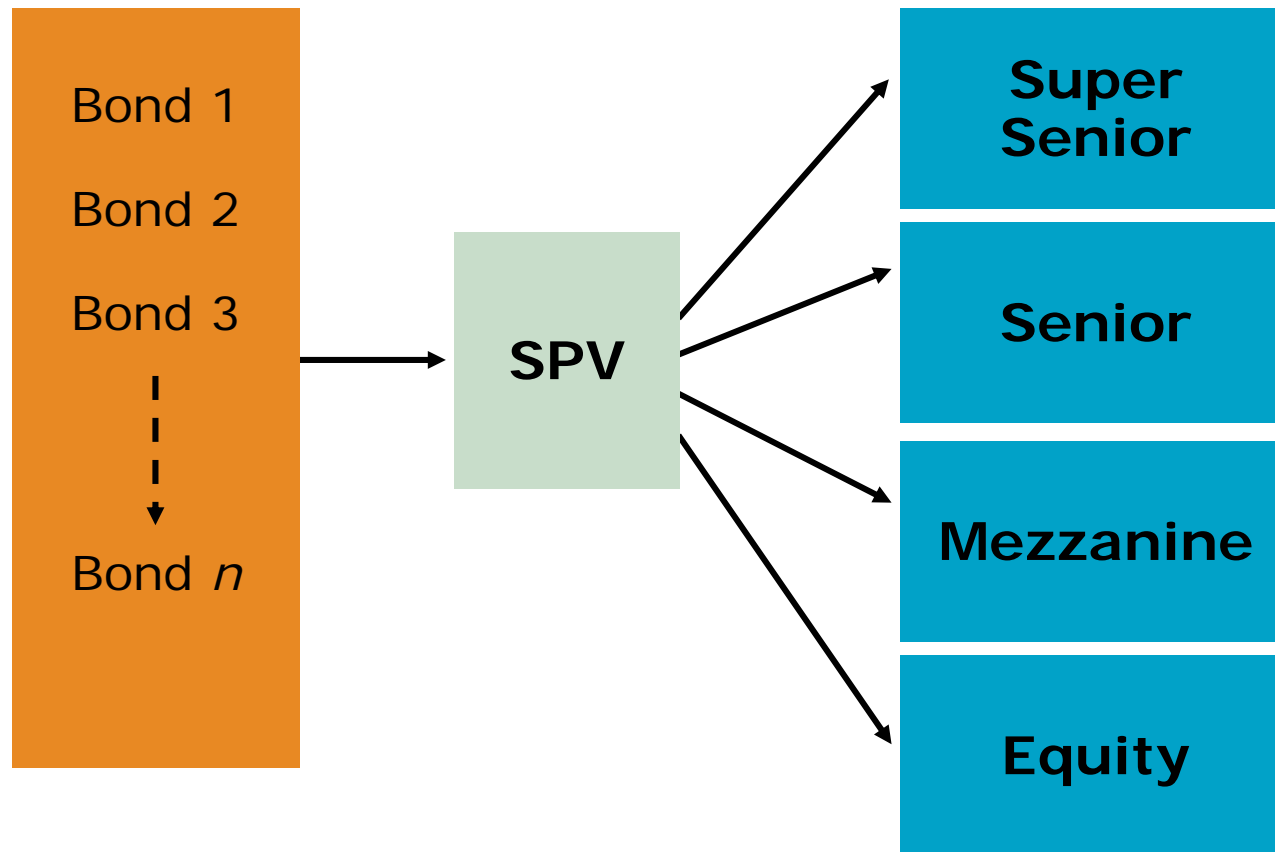 Bond 1
Bond 2
Bond 3
Bond n
SPV
Super
Senior
Senior
Mezzanine
Equity